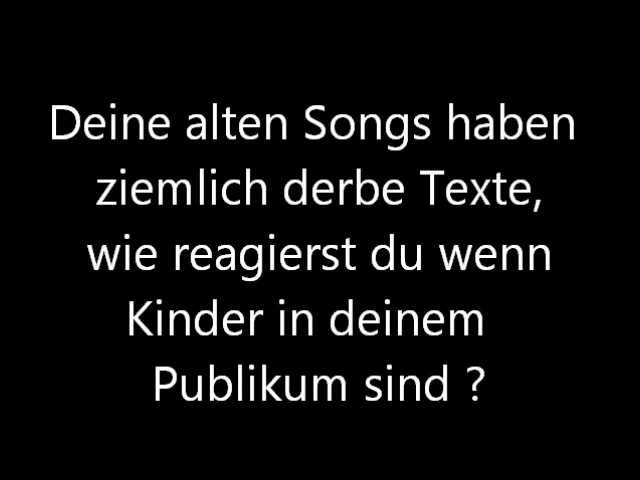 Deine alten Songs haben
ziemlich derbe Texte,
wie reagierst du wenn
Kinder in deinem
Publikum sind ?